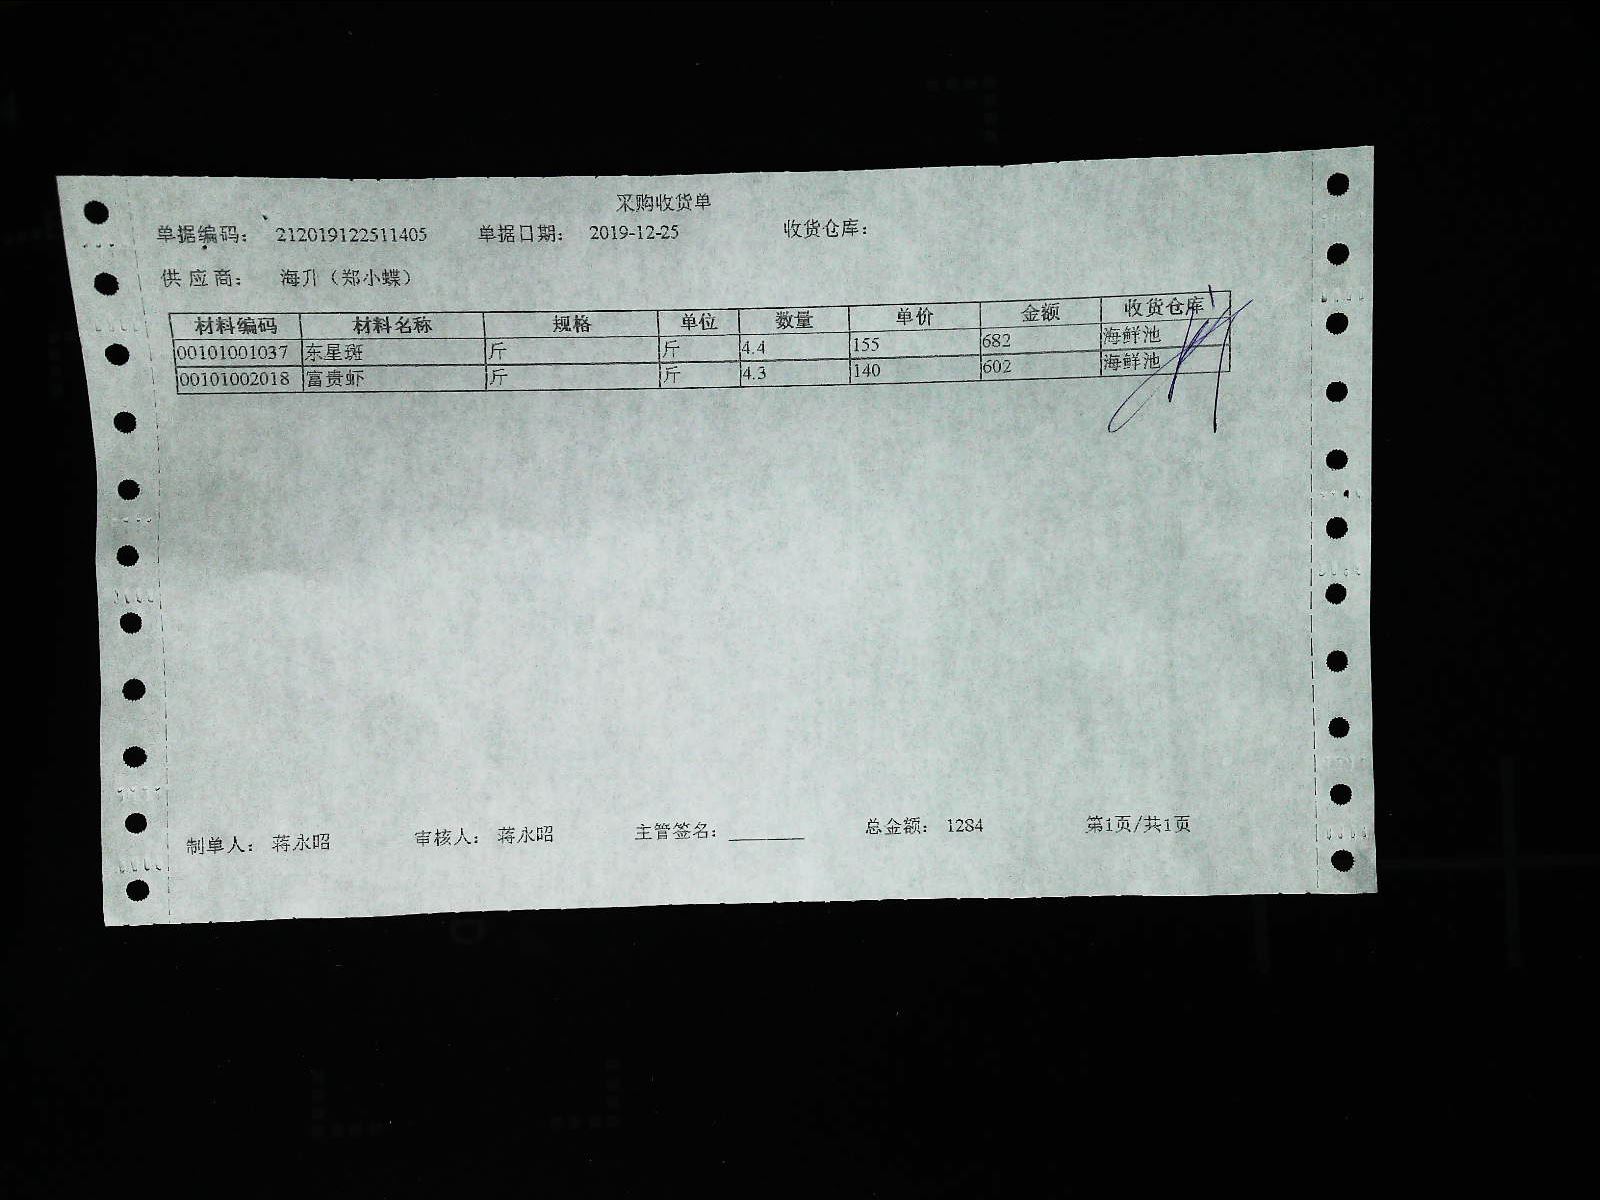 采购收货单
单据编码： 212019122511405 单据日期： 2019-12-25 收货仓库：
供应商： 海升（郑小蝶）
材料编码 材料名称 规格 单位 数量 单价 金额 收货仓库
00101001037 东星斑 斤 斤 4.4 155 682 海鲜池
00101002018 富贵虾 斤 斤 4.3 140 602 海鲜池
制单人： 蒋永昭 审核人： 蒋永昭 主管签名： 总金额： 1284 第1页/共1页